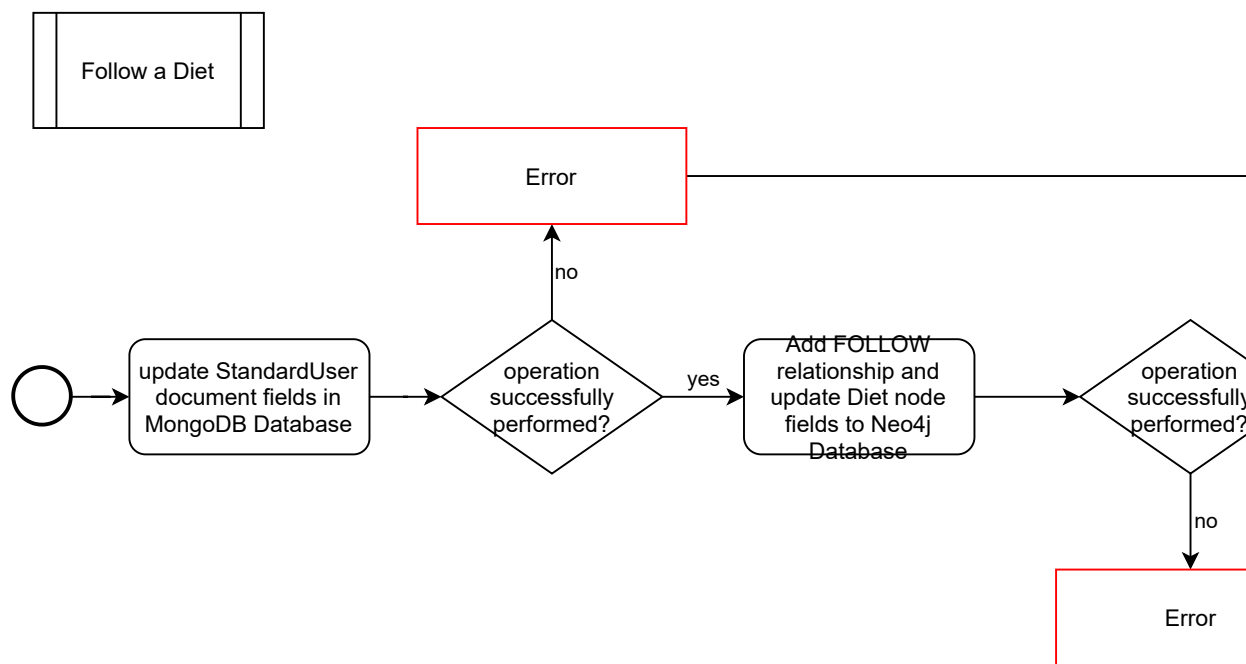 Follow a Diet
Error
no
update StandardUser
document fields in
MongoDB Database
operation
successfully
performed?
yes
Add FOLLOW
relationship and
update Diet node
fields to Neo4j
Database
operation
successfully
performed?
no
Error